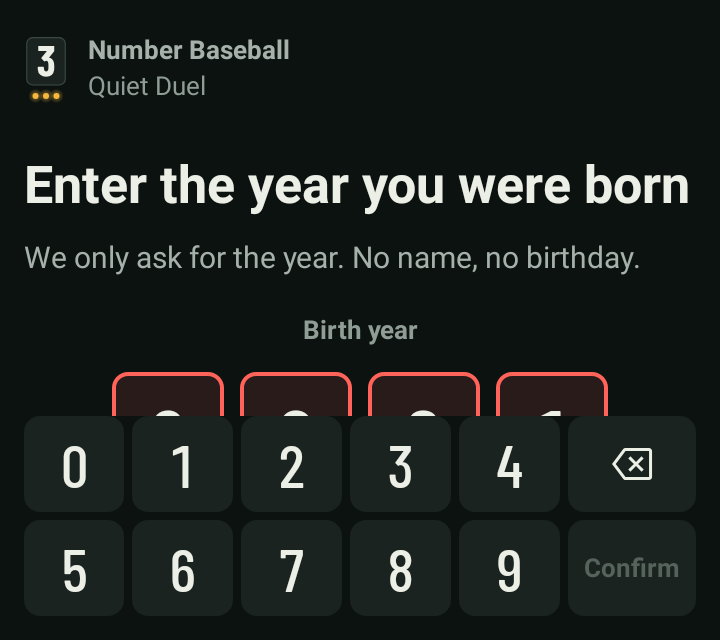 3
Number Baseball
Quiet Duel
Enter the year you were born
We only ask for the year. No name, no birthday.
Birth year
0 1 2 3 4
5 6 7 8 9 Confirm